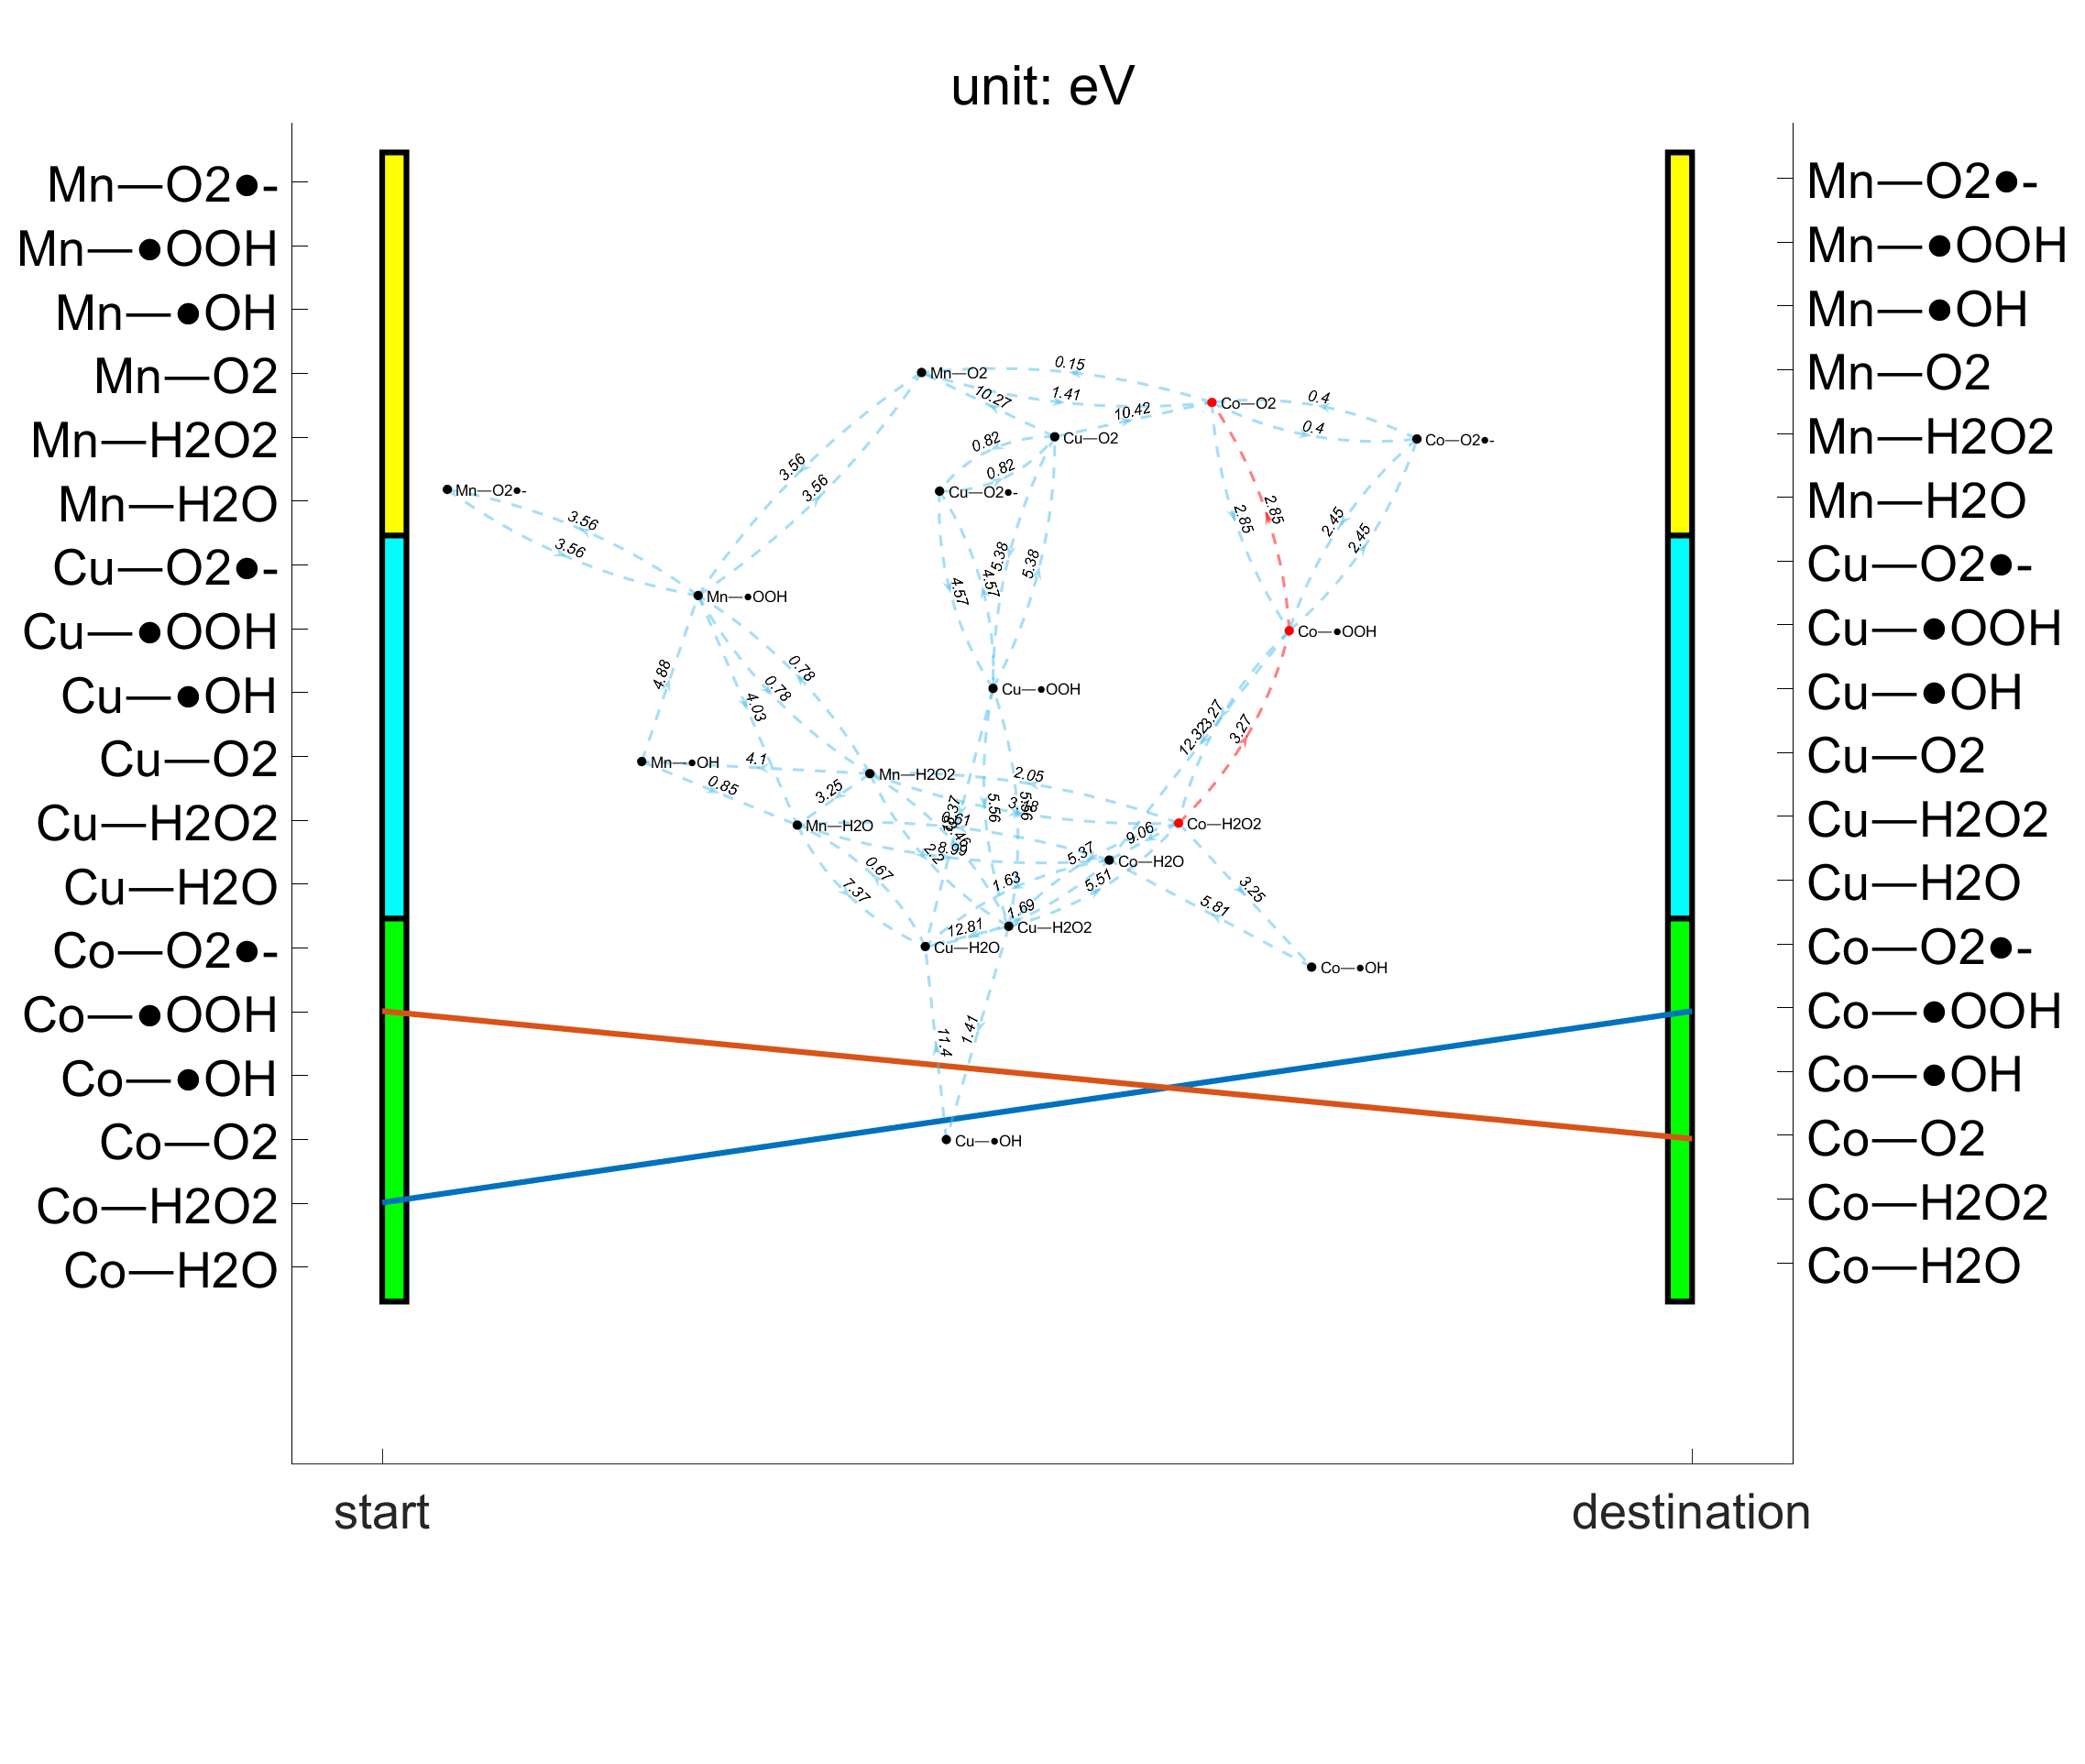 unit: eV
Mn—O2●-
Mn—●OOH
Mn—●OH
Mn—O2
Mn—H2O2
Mn—H2O
Cu—O2●-
Cu—●OOH
Cu—●OH
Cu—O2
Cu—H2O2
Cu—H2O
Co—O2●-
Co—●OOH
Co—●OH
Co—O2
Co—H2O2
Co—H2O
0.15
Mn—O2
10.27
1.41
10.42
Co—O2
0.4
0.4
Cu—O2
Co—O2●-
0.82
0.82
3.56
3.56
Mn—O2●-
Cu—O2●-
3.56
3.56
2.85
2.85
2.45
2.45
5.38
5.38
4.57
4.57
Mn—●OOH
Co—●OOH
4.88
0.78
0.78
4.03
Cu—●OOH
12.32
3.27
3.27
Mn—●OH
4.1
Mn—H2O2
2.05
0.85
3.25
5.56
Mn—H2O
Co—H2O2
9.06
8.99
2.2
5.37
Co—H2O
0.67
7.37
1.63
5.51
3.25
1.69
5.81
12.81
Cu—H2O2
Cu—H2O
Co—●OH
11.4
1.41
Cu—●OH
Mn—O2●-
Mn—●OOH
Mn—●OH
Mn—O2
Mn—H2O2
Mn—H2O
Cu—O2●-
Cu—●OOH
Cu—●OH
Cu—O2
Cu—H2O2
Cu—H2O
Co—O2●-
Co—●OOH
Co—●OH
Co—O2
Co—H2O2
Co—H2O
start
destination